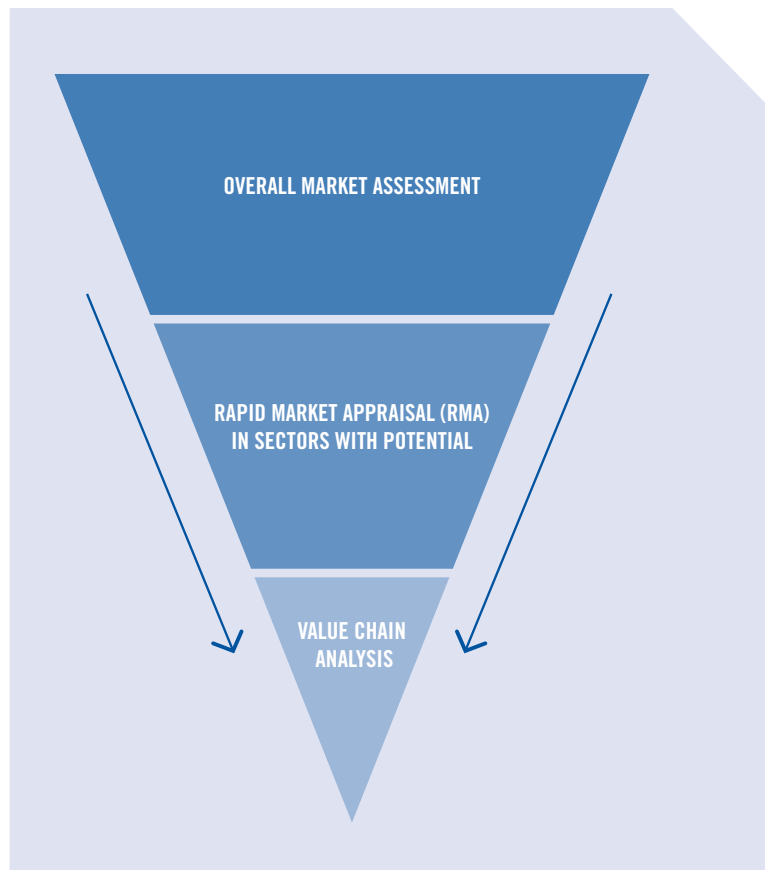 OVERALL MARKET ASSESSMENT
RAPID MARKET APPRAISAL (RMA)
IN SECTORS WITH POTENTIAL
VALUE CHAIN
ANALYSIS